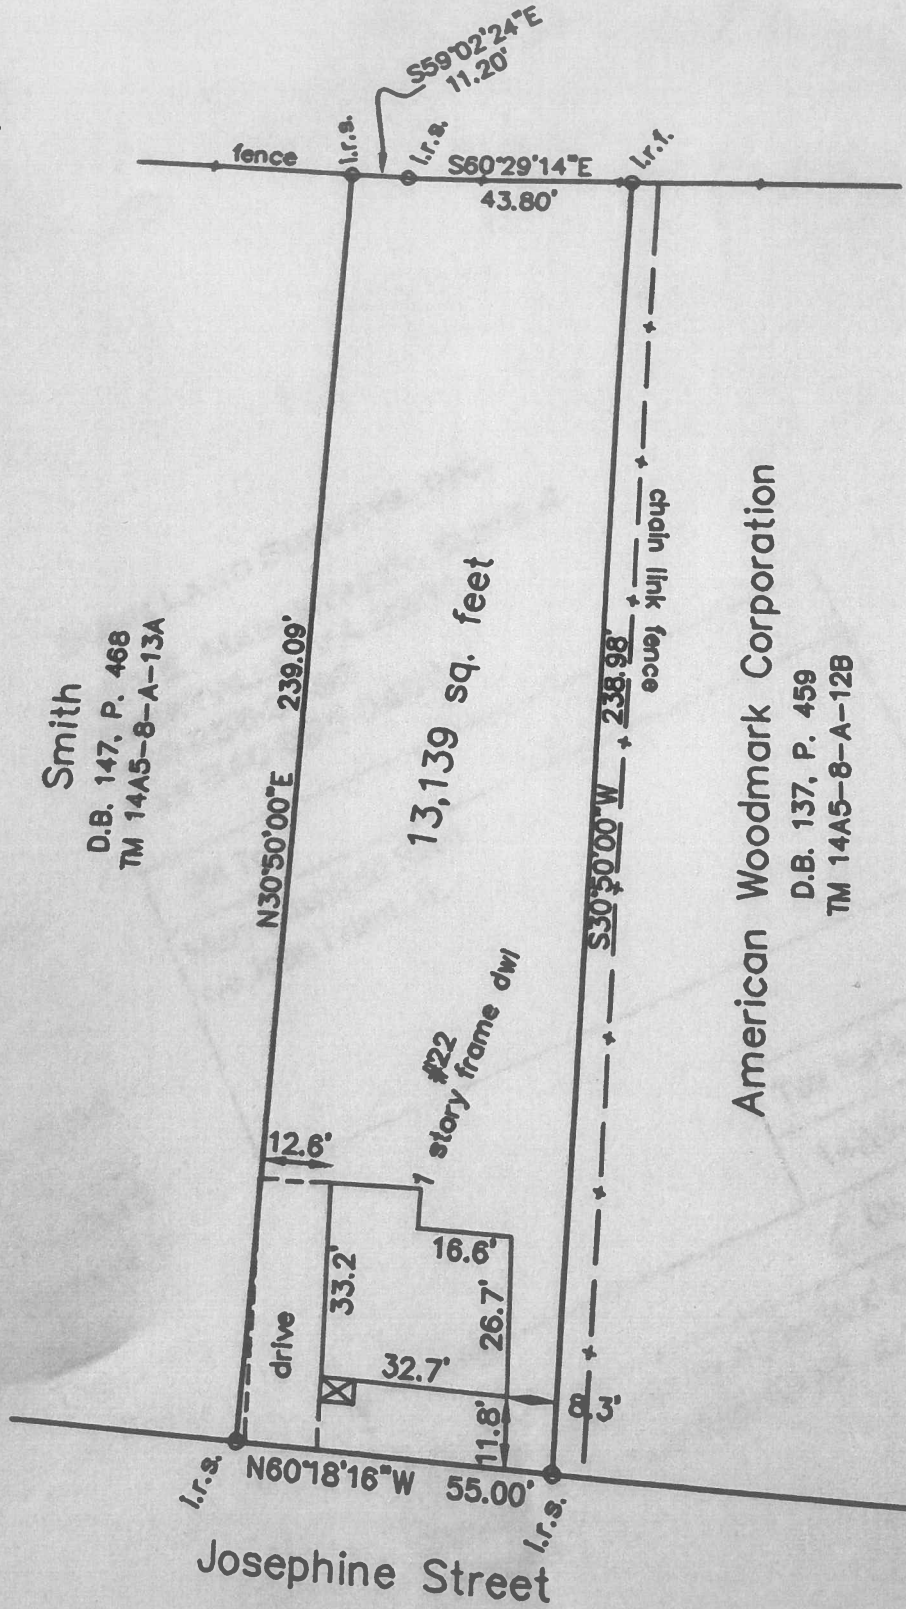 S59°02'24"E
11.20'
fence
i.r.s.
i.r.s.
S60°29'14"E
43.80'
i.r.f.
N30°50'00"E 239.09'
13,139 sq. feet
S30°50'00"W 238.98'
chain link fence
Smith
D.B. 147, P. 468
TM 14A5-8-A-13A
American Woodmark Corporation
D.B. 137, P. 459
TM 14A5-8-A-12B
#22
1 story frame dwl
12.6'
16.6'
33.2'
26.7'
drive
32.7'
8.3'
11.8'
i.r.s.
N60°18'16"W 55.00'
i.r.s.
Josephine Street